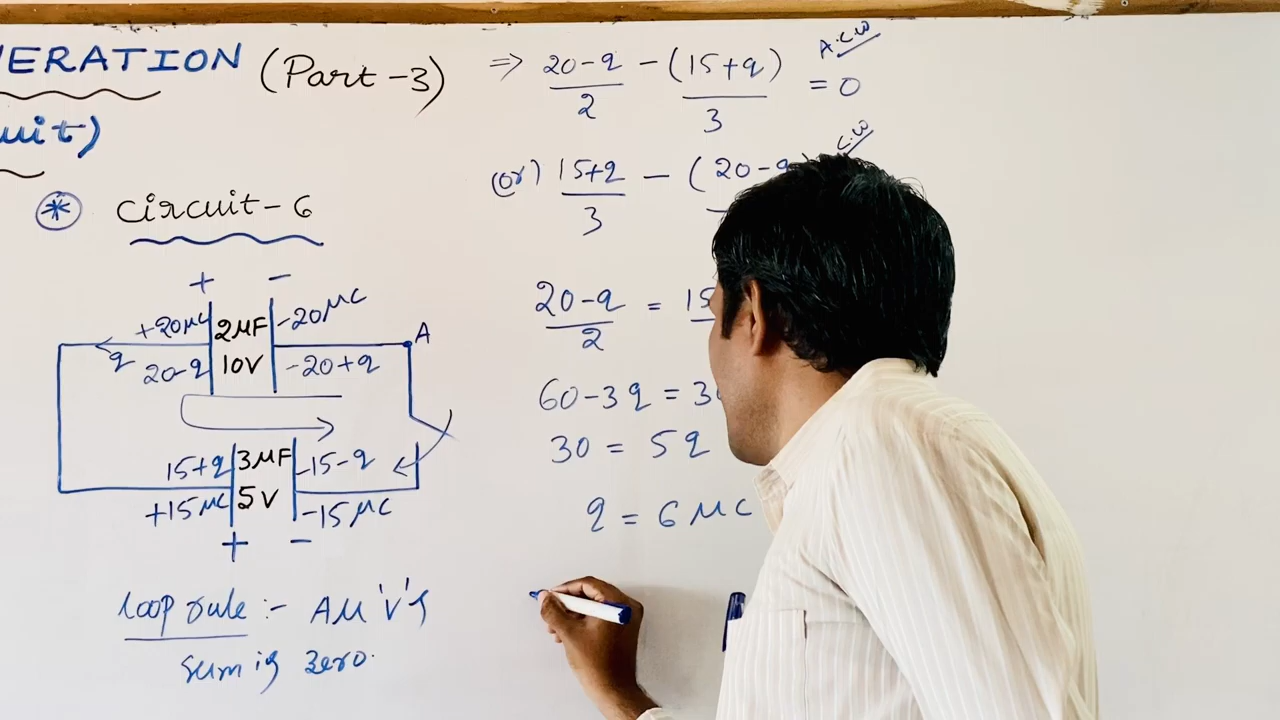 ERATION (Part-3)
uit)
* Circuit-6
+ -
+20μC 2μF -20μC
A
q 20-q 10V -20+q
15+q 3μF -15-q
+15μC 5V -15μC
+ -
loop rule :- All 'V's
sum is zero.
⇒ (20-q)/2 - (15+q)/3 = 0 A.C.W
(or) (15+q)/3 - (20-q C.W
(20-q)/2 = 15
60-3q = 30
30 = 5q
q = 6μC